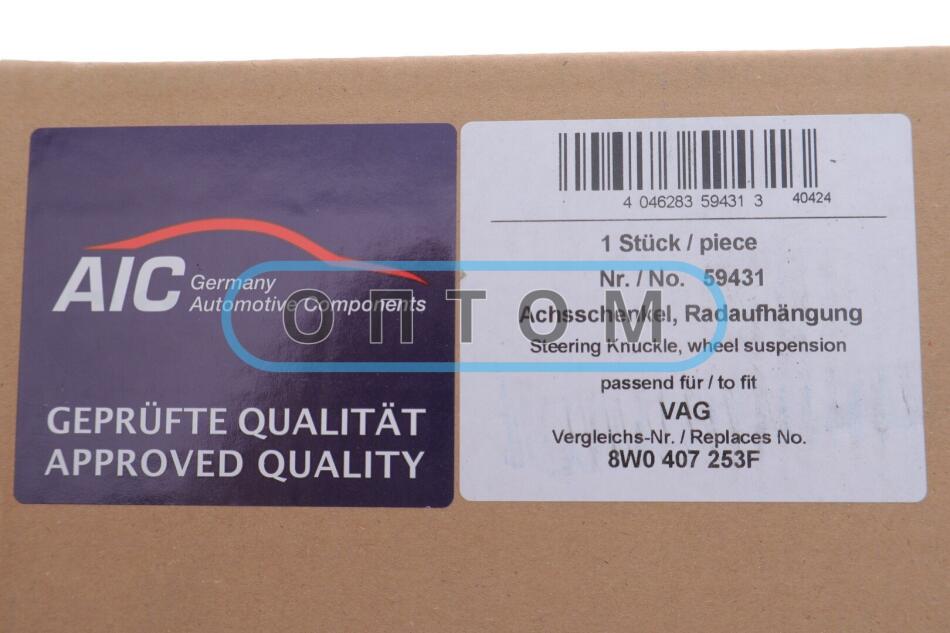 AIC Germany
Automotive Components
GEPRÜFTE QUALITÄT
APPROVED QUALITY
4 046283 59431 3
40424
1 Stück / piece
Nr. / No. 59431
Achsschenkel, Radaufhängung
Steering Knuckle, wheel suspension
passend für / to fit
VAG
Vergleichs-Nr. / Replaces No.
8W0 407 253F
ОПТОМ